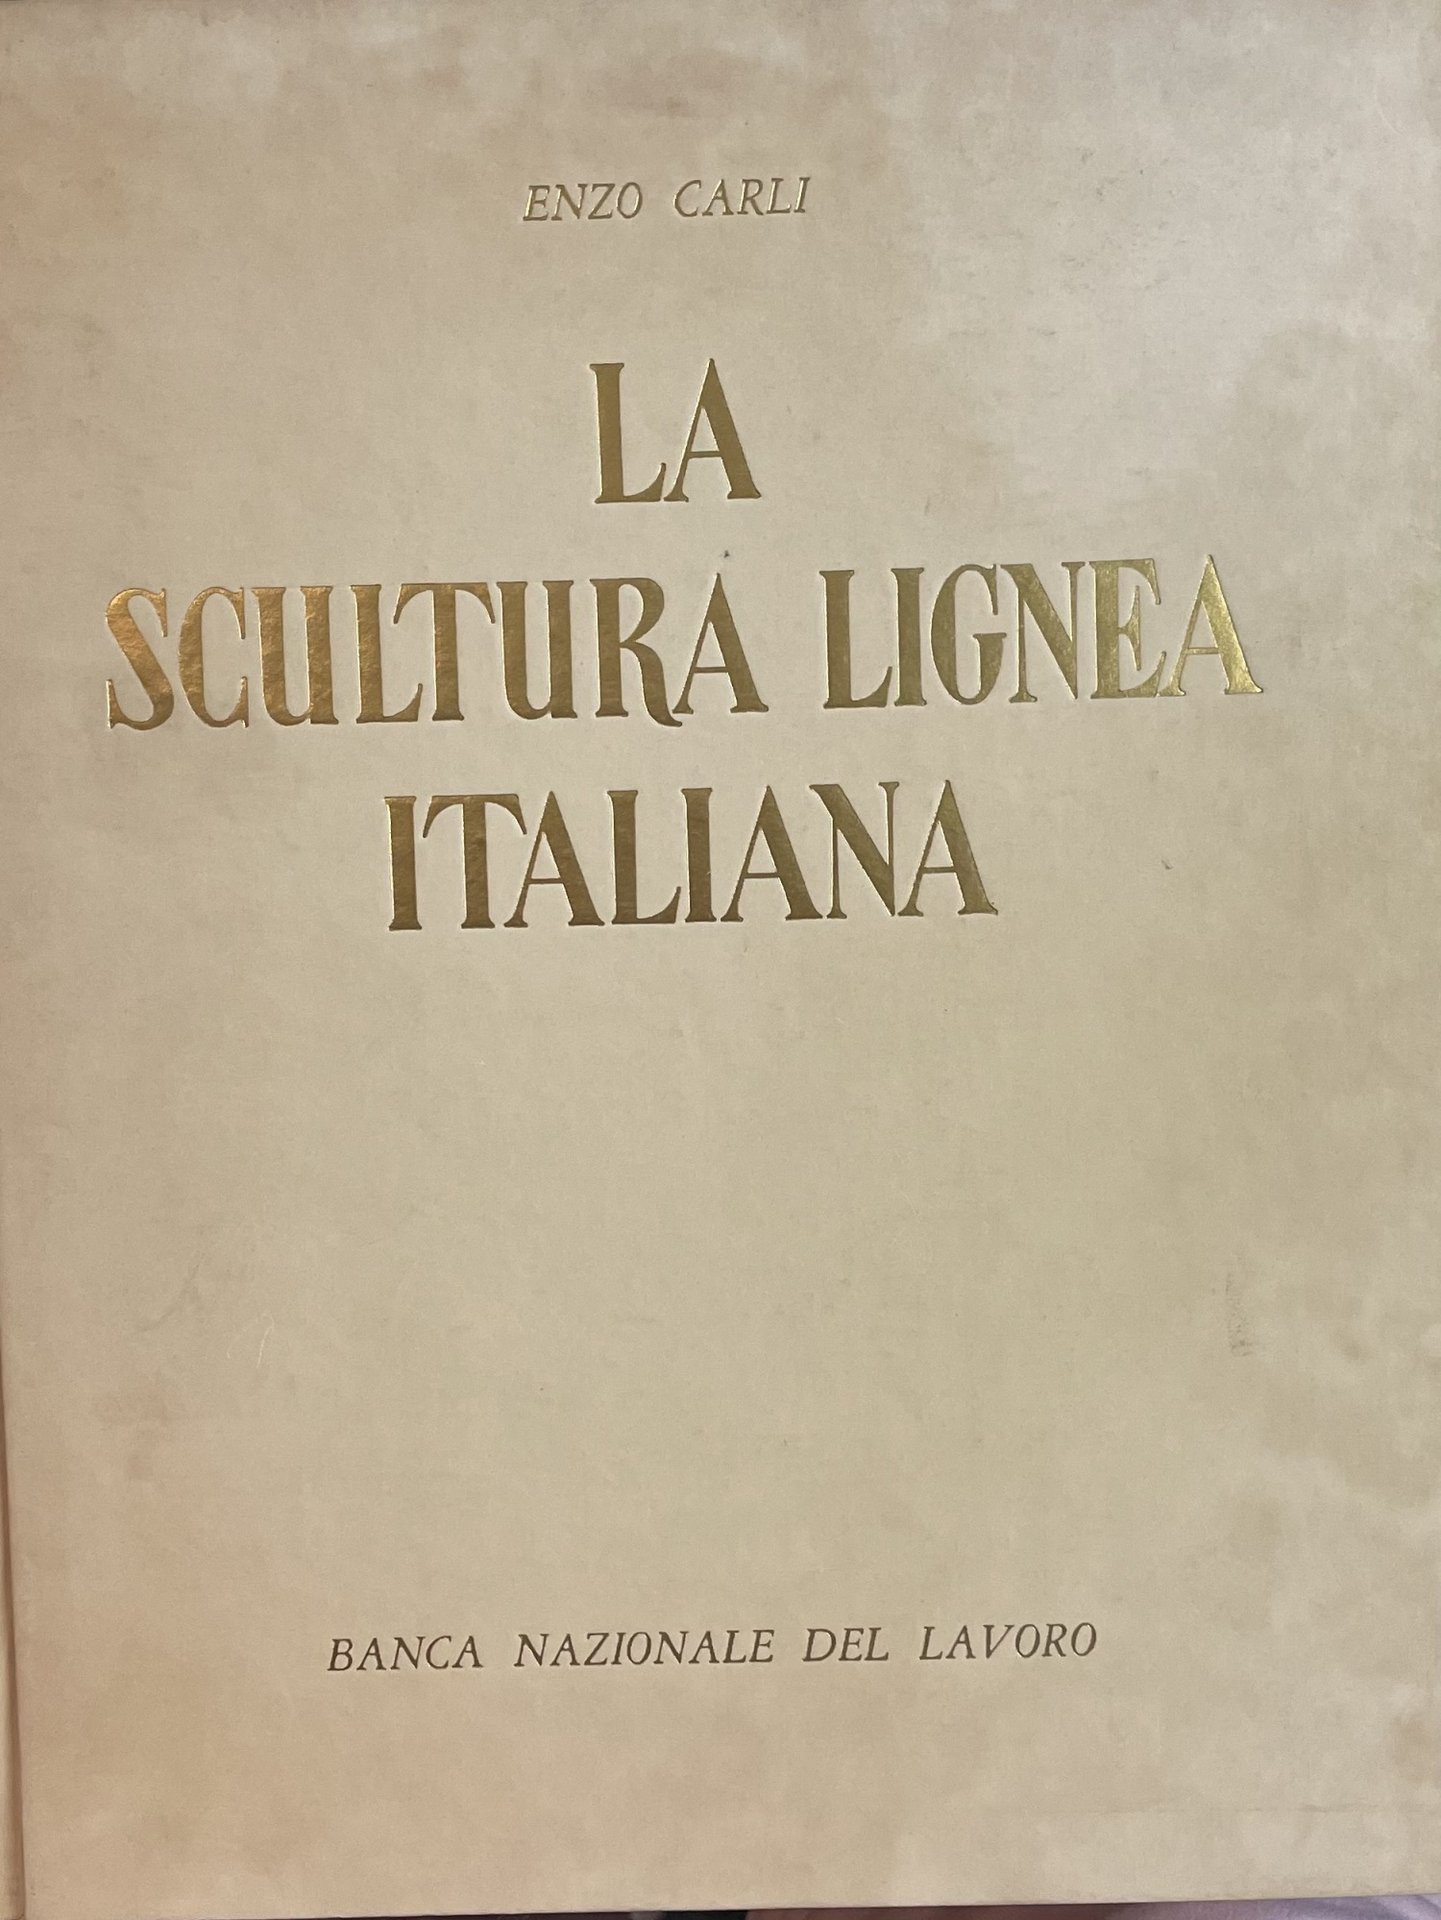 ENZO CARLI
LA
SCULTURA LIGNEA
ITALIANA
BANCA NAZIONALE DEL LAVORO